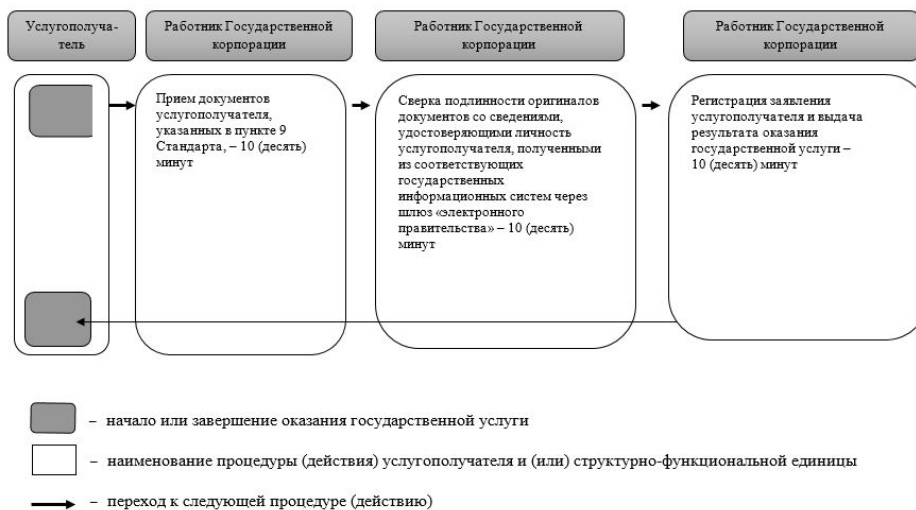 Услугополуча-
тель
Работник Государственной
корпорации
Работник Государственной
корпорации
Работник Государственной
корпорации
Прием документов
услугополучателя,
указанных в пункте 9
Стандарта, – 10 (десять)
минут
Сверка подлинности оригиналов
документов со сведениями,
удостоверяющими личность
услугополучателя, полученными
из соответствующих
государственных
информационных систем через
шлюз «электронного
правительства» – 10 (десять)
минут
Регистрация заявления
услугополучателя и выдача
результата оказания
государственной услуги –
10 (десять) минут
– начало или завершение оказания государственной услуги
– наименование процедуры (действия) услугополучателя и (или) структурно-функциональной единицы
– переход к следующей процедуре (действию)